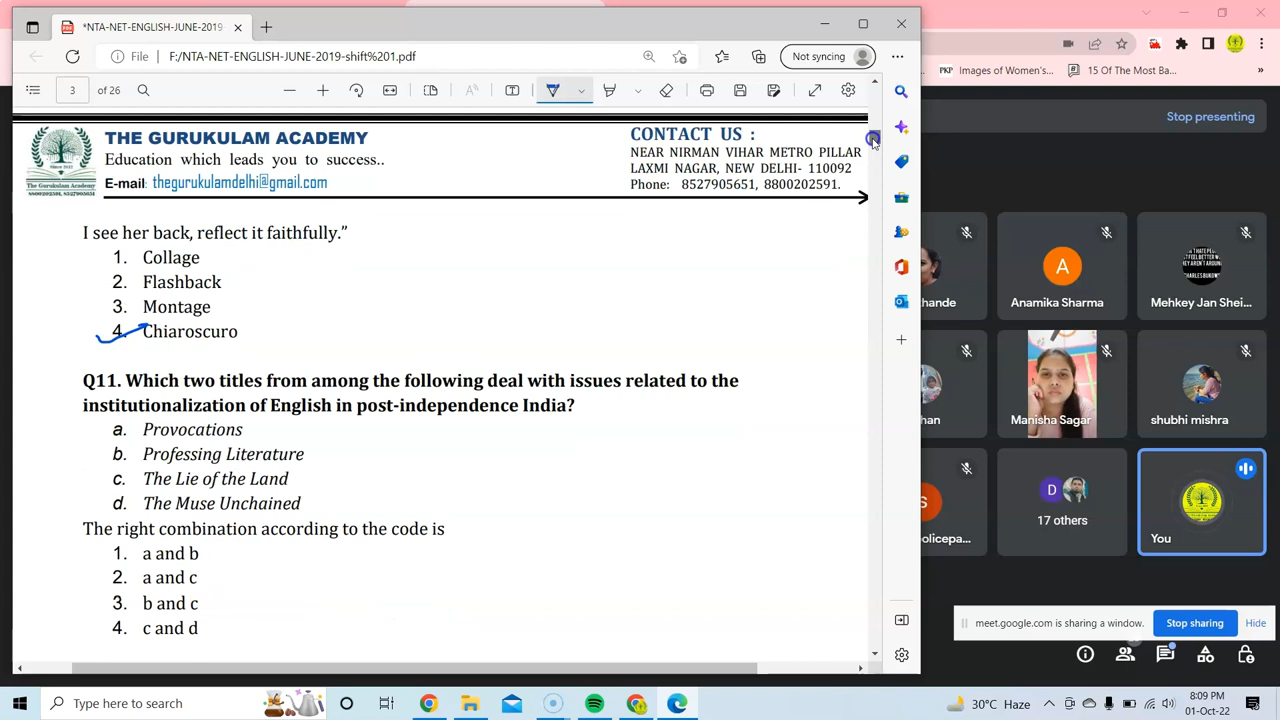 *NTA-NET-ENGLISH-JUNE-2019-
File
F:/NTA-NET-ENGLISH-JUNE-2019-shift%201.pdf
Not syncing
Images of Women's...
15 Of The Most Ba...
3 of 26
Stop presenting
THE GURUKULAM ACADEMY
Education which leads you to success..
E-mail: thegurukulamdelhi@gmail.com
CONTACT US :
NEAR NIRMAN VIHAR METRO PILLAR
LAXMI NAGAR, NEW DELHI- 110092
Phone: 8527905651, 8800202591.
I see her back, reflect it faithfully.”
1. Collage
2. Flashback
3. Montage
4. Chiaroscuro
Q11. Which two titles from among the following deal with issues related to the
institutionalization of English in post-independence India?
a. Provocations
b. Professing Literature
c. The Lie of the Land
d. The Muse Unchained
The right combination according to the code is
1. a and b
2. a and c
3. b and c
4. c and d
hande
A
Anamika Sharma
Mehkey Jan Shei...
han
Manisha Sagar
shubhi mishra
olicepa...
D
17 others
You
meet.google.com is sharing a window.
Stop sharing
Hide
Type here to search
30°C Haze
8:09 PM
01-Oct-22